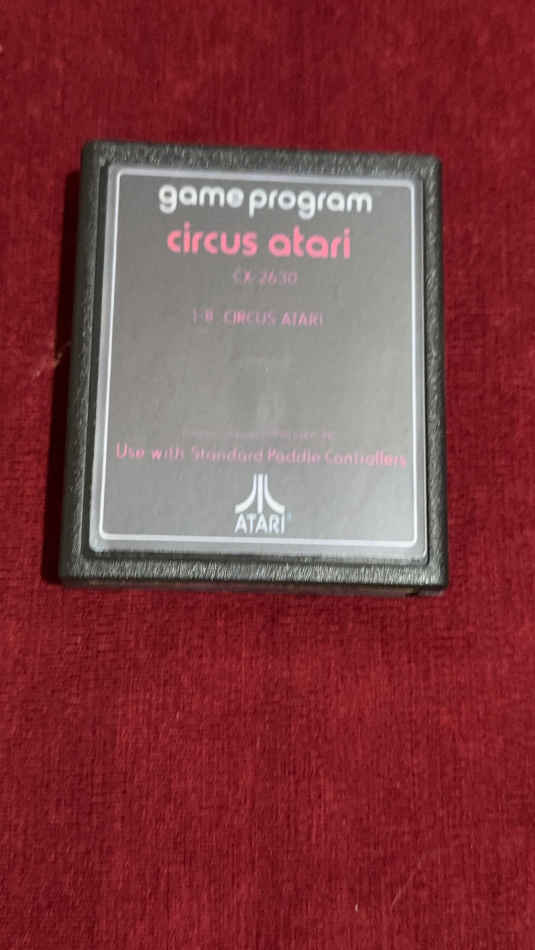 game program
circus atari
CX-2630
1-8 CIRCUS ATARI
Use with Standard Paddle Controllers
ATARI